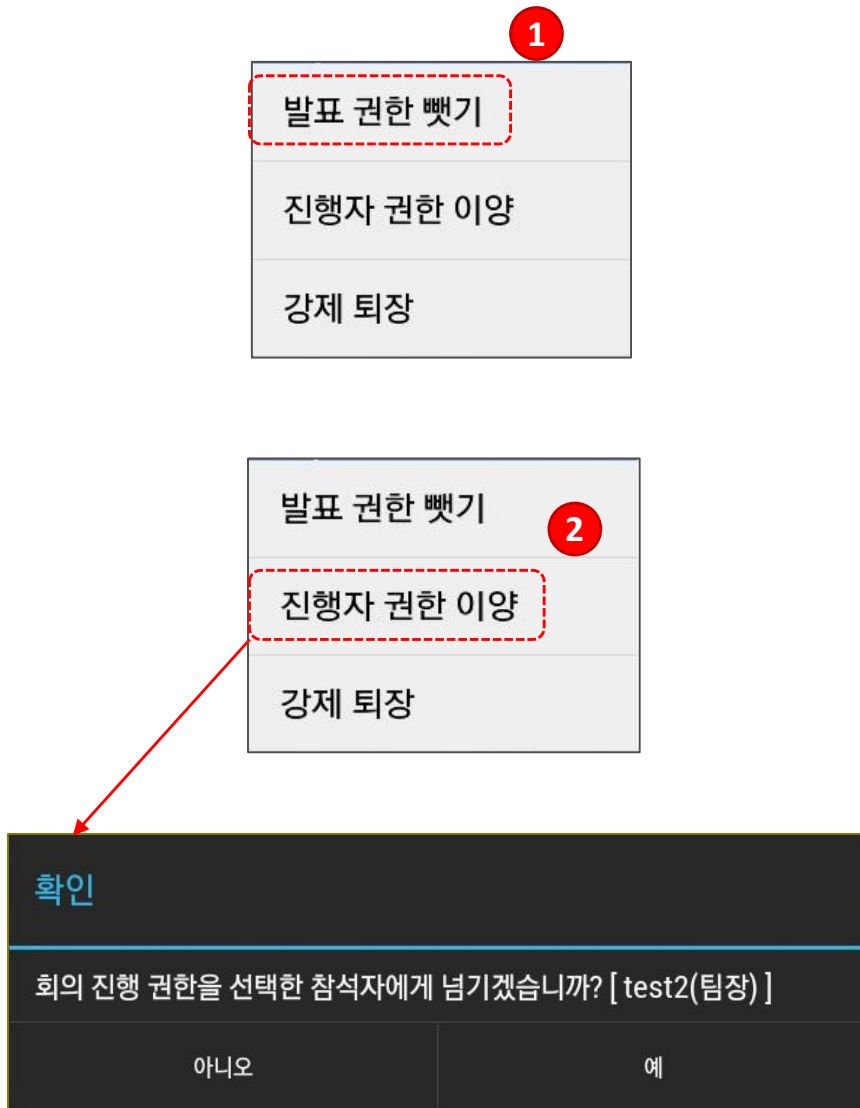 1
발표 권한 뺏기
진행자 권한 이양
강제 퇴장
발표 권한 뺏기
2
진행자 권한 이양
강제 퇴장
확인
회의 진행 권한을 선택한 참석자에게 넘기겠습니까? [ test2(팀장) ]
아니오
예